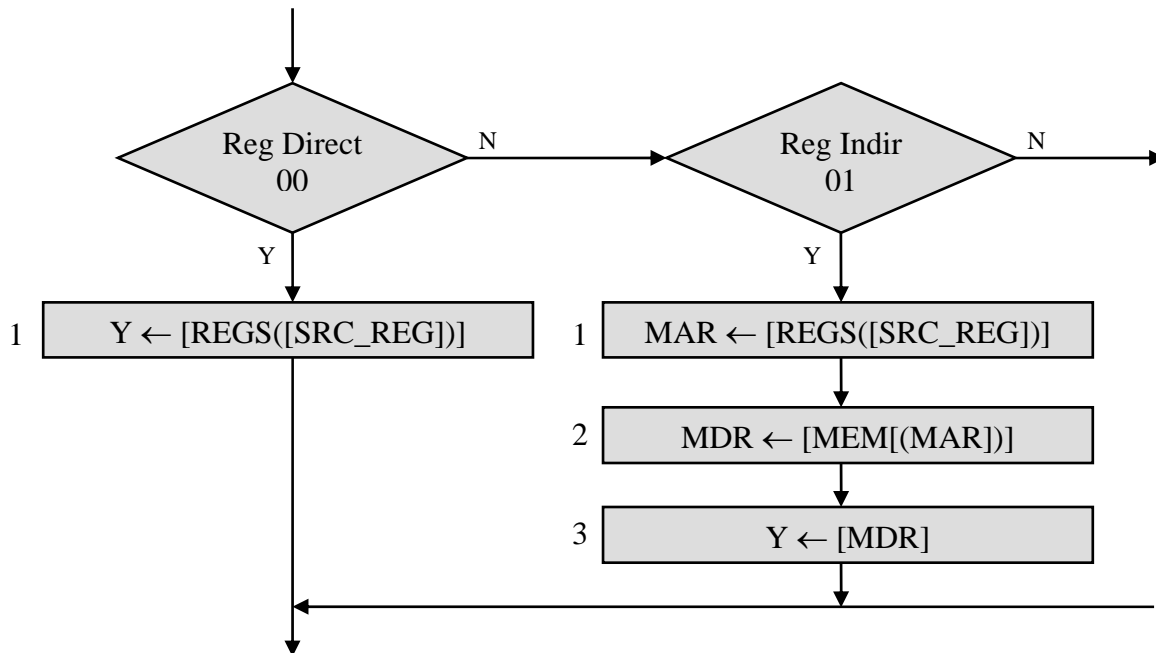 Reg Direct
00
N
Reg Indir
01
N
Y
Y
1
Y ← [REGS([SRC_REG])]
1
MAR ← [REGS([SRC_REG])]
2
MDR ← [MEM[(MAR])]
3
Y ← [MDR]